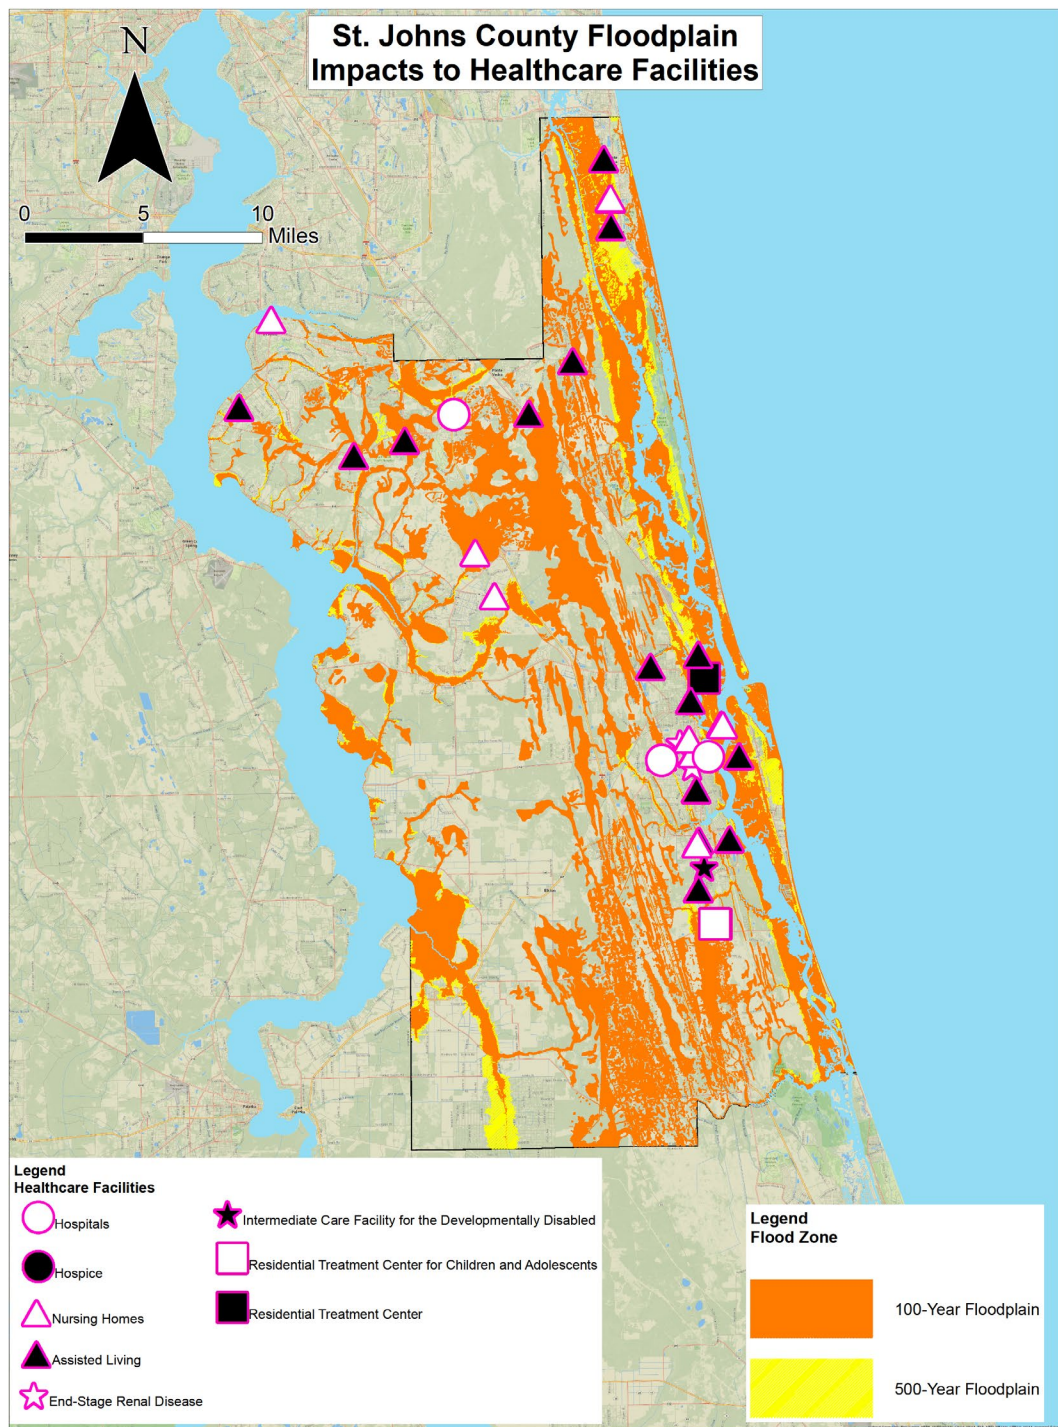 St. Johns County Floodplain
Impacts to Healthcare Facilities
N
0 5 10
Miles
Legend
Healthcare Facilities
Hospitals
Hospice
Nursing Homes
Assisted Living
End-Stage Renal Disease
Intermediate Care Facility for the Developmentally Disabled
Residential Treatment Center for Children and Adolescents
Residential Treatment Center
Legend
Flood Zone
100-Year Floodplain
500-Year Floodplain